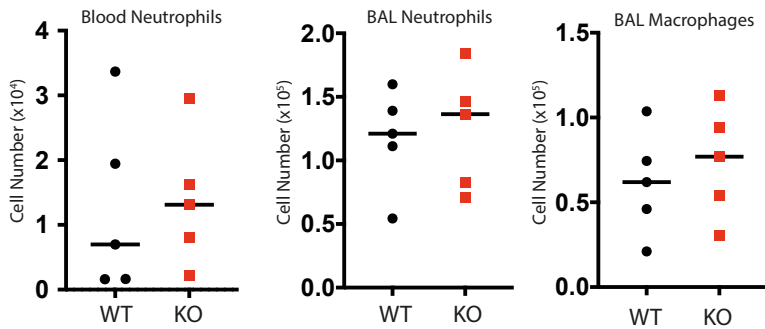 Blood Neutrophils
Cell Number (x10⁴)
4
3
2
1
0
WT KO
BAL Neutrophils
Cell Number (x10⁵)
2.0
1.5
1.0
0.5
0.0
WT KO
BAL Macrophages
Cell Number (x10⁵)
1.5
1.0
0.5
0.0
WT KO